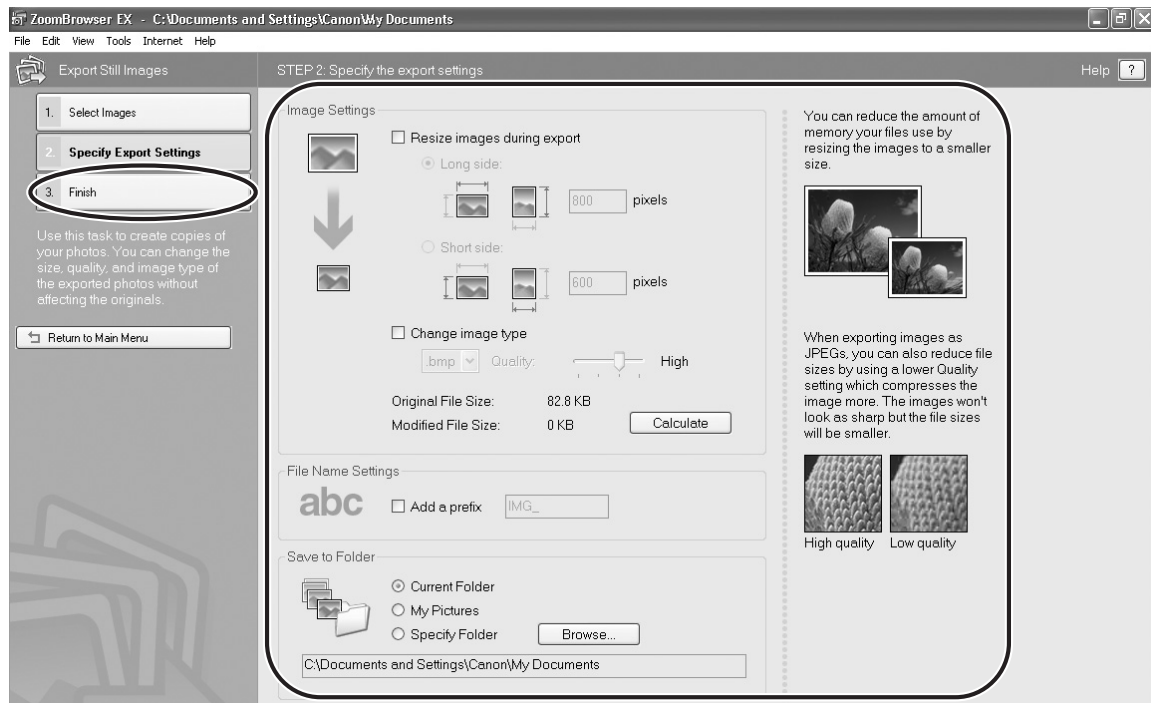 ZoomBrowser EX - C:\Documents and Settings\Canon\My Documents
File Edit View Tools Internet Help
Export Still Images
STEP 2: Specify the export settings
Help ?
1. Select Images
2. Specify Export Settings
3. Finish
Use this task to create copies of
your photos. You can change the
size, quality, and image type of
the exported photos without
affecting the originals.
Return to Main Menu
Image Settings
Resize images during export
Long side:
800 pixels
Short side:
600 pixels
Change image type
.bmp Quality: High
Original File Size: 82.8 KB
Modified File Size: 0 KB Calculate
File Name Settings
abc Add a prefix IMG_
Save to Folder
Current Folder
My Pictures
Specify Folder Browse...
C:\Documents and Settings\Canon\My Documents
You can reduce the amount of
memory your files use by
resizing the images to a smaller
size.
When exporting images as
JPEGs, you can also reduce file
sizes by using a lower Quality
setting which compresses the
image more. The images won't
look as sharp but the file sizes
will be smaller.
High quality Low quality